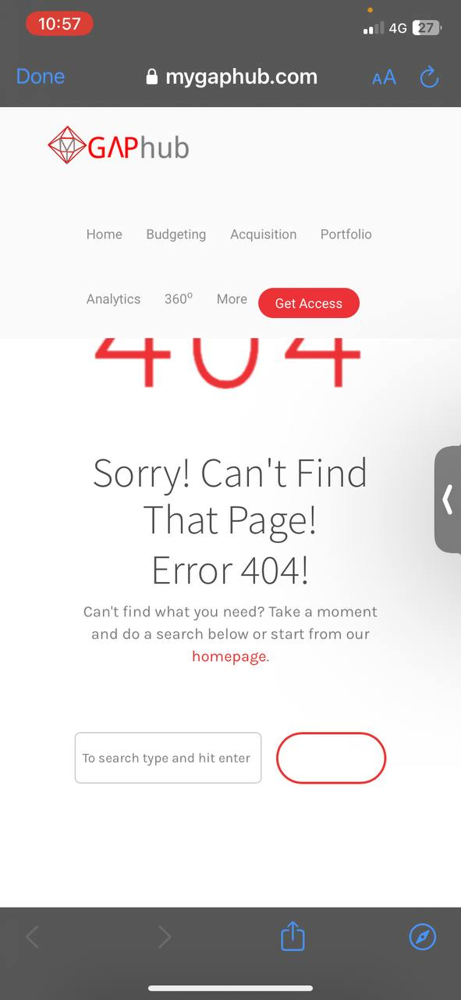 10:57
4G 27
Done mygaphub.com AA
M GAPhub
Home Budgeting Acquisition Portfolio
Analytics 360º More Get Access
404
Sorry! Can't Find
That Page!
Error 404!
Can't find what you need? Take a moment
and do a search below or start from our
homepage.
To search type and hit enter